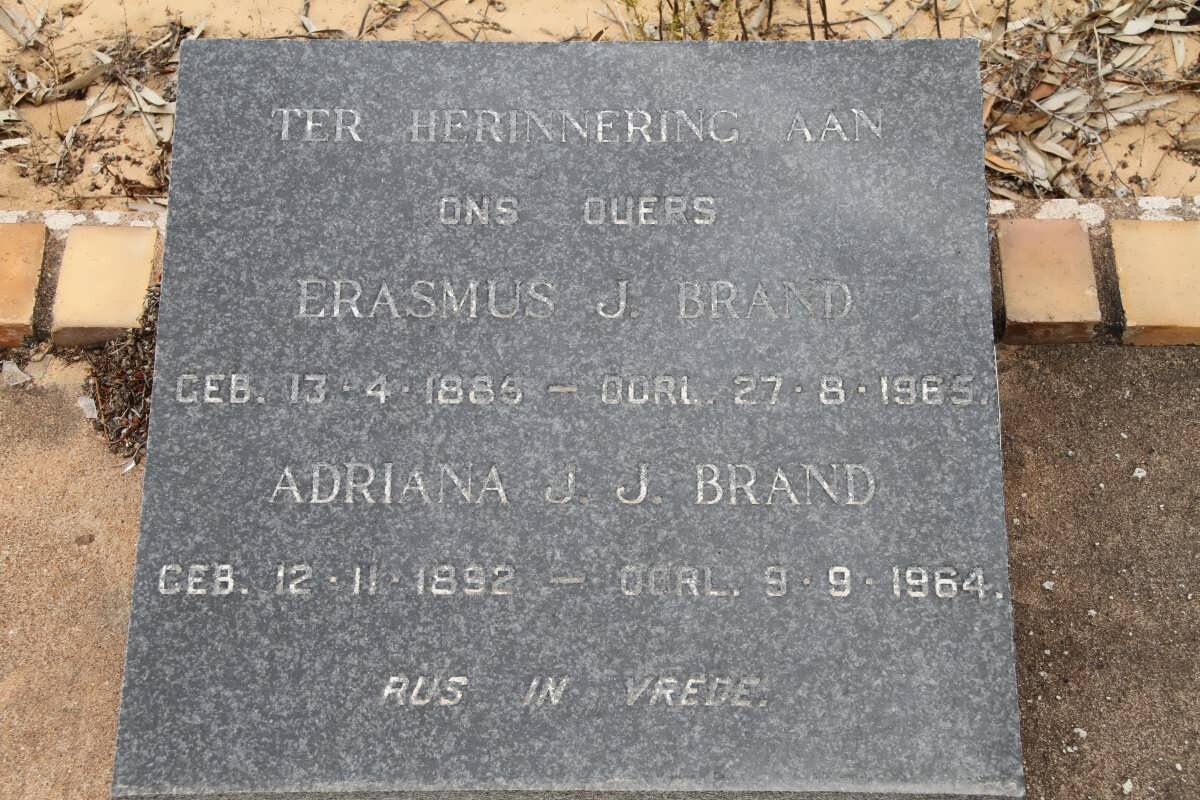 TER HERINNERING AAN
ONS OUERS
ERASMUS J. BRAND
GEB. 13·4·1886 — OORL. 27·8·1965.
ADRIANA J. J. BRAND
GEB. 12·11·1892 — OORL. 9·9·1964.
RUS IN VREDE.